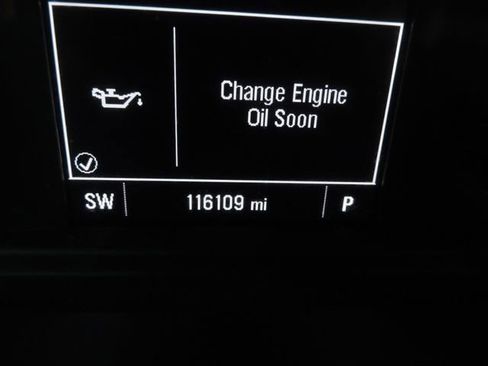 Change Engine
Oil Soon
SW 116109 mi P